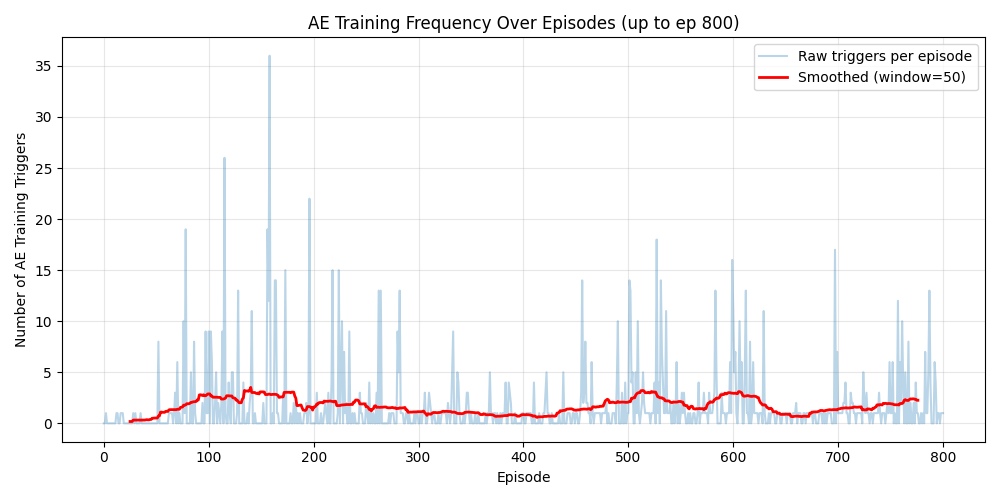 AE Training Frequency Over Episodes (up to ep 800)
Raw triggers per episode
Smoothed (window=50)
Number of AE Training Triggers
35
30
25
20
15
10
5
0
0 100 200 300 400 500 600 700 800
Episode